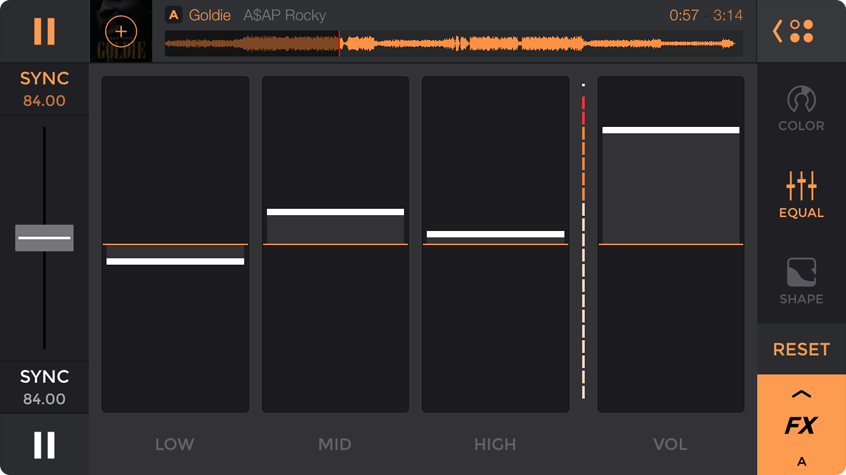 A Goldie A$AP Rocky 0:57 - 3:14
GOLDIE
SYNC
84.00
COLOR
EQUAL
SHAPE
RESET
SYNC
84.00
LOW MID HIGH VOL
FX
A